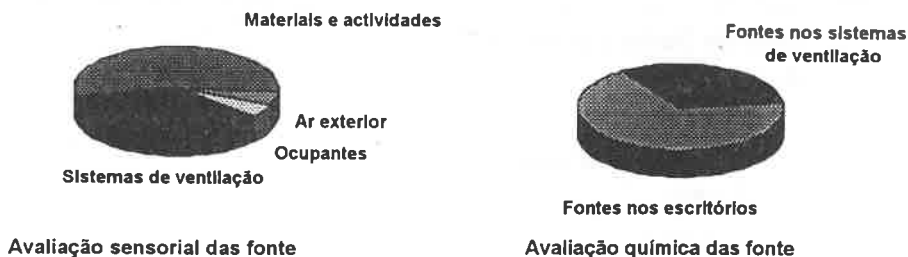 Materiais e actividades
Ar exterior
Ocupantes
Sistemas de ventilação
Avaliação sensorial das fonte
Fontes nos sistemas
de ventilação
Fontes nos escritórios
Avaliação química das fonte